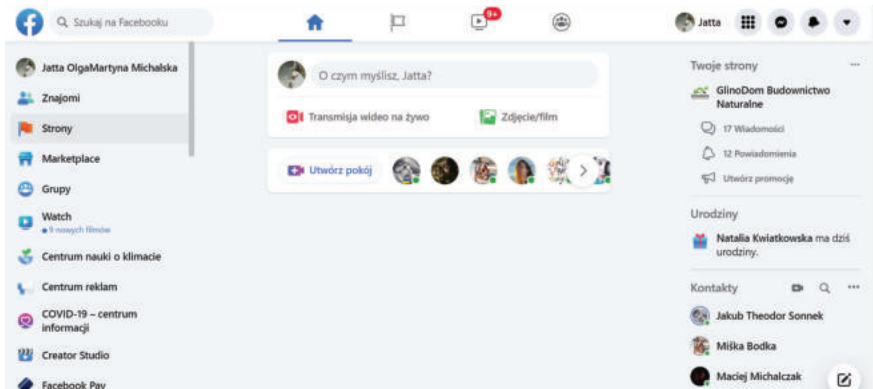 Szukaj na Facebooku
9+
Jatta
Jatta OlgaMartyna Michalska
Znajomi
Strony
Marketplace
Grupy
Watch
9 nowych filmów
Centrum nauki o klimacie
Centrum reklam
COVID-19 – centrum
informacji
Creator Studio
Facebook Pay
O czym myślisz, Jatta?
Transmisja wideo na żywo
Zdjęcie/film
Utwórz pokój
Twoje strony
GlinoDom Budownictwo
Naturalne
17 Wiadomości
12 Powiadomienia
Utwórz promocję
Urodziny
Natalia Kwiatkowska ma dziś
urodziny.
Kontakty
Jakub Theodor Sonnek
Miška Bodka
Maciej Michalczak